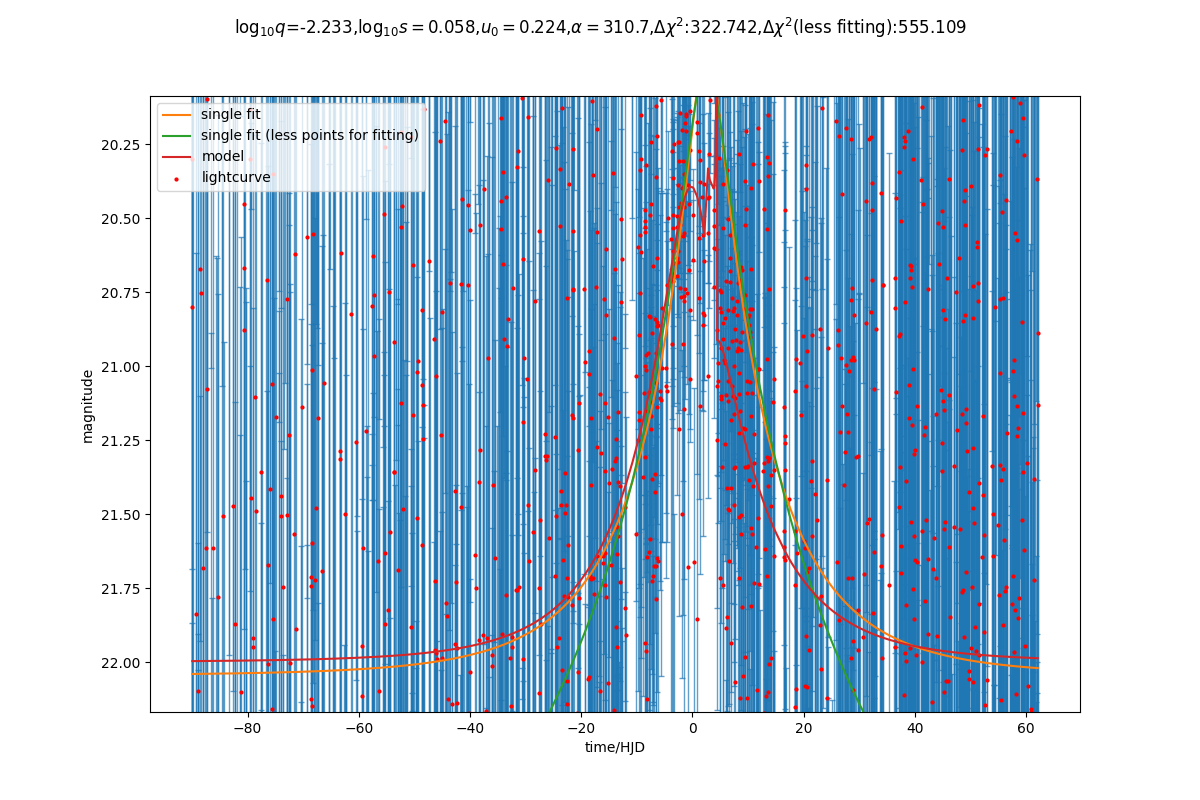 log₁₀q=-2.233,log₁₀s = 0.058,u₀ = 0.224,α = 310.7,Δχ²:322.742,Δχ²(less fitting):555.109
single fit
single fit (less points for fitting)
model
lightcurve
20.25
20.50
20.75
21.00
21.25
21.50
21.75
22.00
magnitude
−80
−60
−40
−20
0
20
40
60
time/HJD